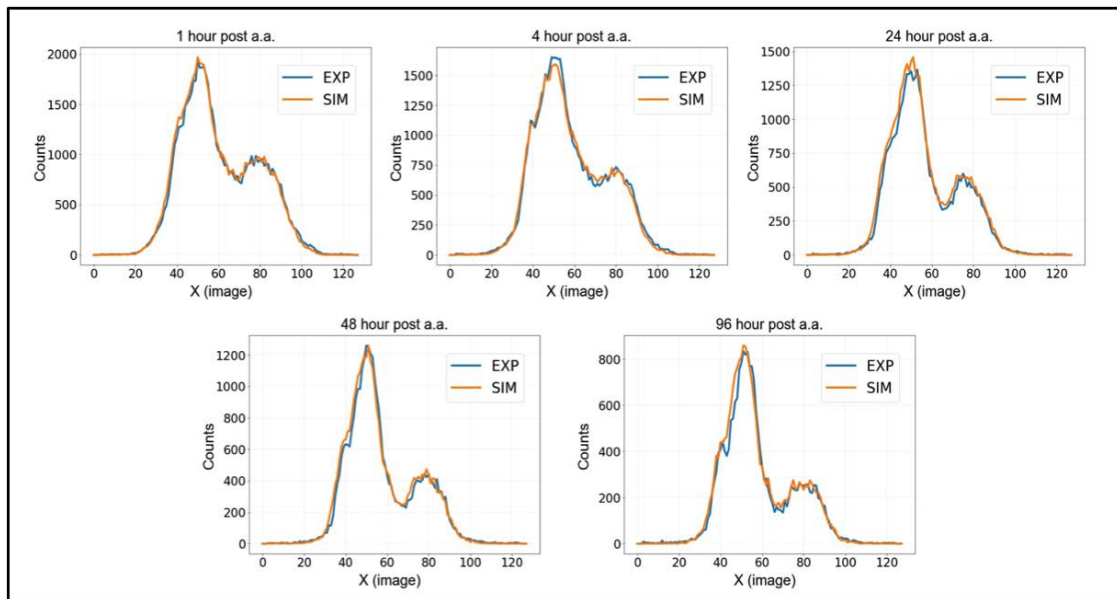 1 hour post a.a.
2000
1500
1000
500
0
Counts
0 20 40 60 80 100 120
X (image)
EXP
SIM
4 hour post a.a.
1500
1250
1000
750
500
250
0
Counts
0 20 40 60 80 100 120
X (image)
EXP
SIM
24 hour post a.a.
1500
1250
1000
750
500
250
0
Counts
0 20 40 60 80 100 120
X (image)
EXP
SIM
48 hour post a.a.
1200
1000
800
600
400
200
0
Counts
0 20 40 60 80 100 120
X (image)
EXP
SIM
96 hour post a.a.
800
600
400
200
0
Counts
0 20 40 60 80 100 120
X (image)
EXP
SIM